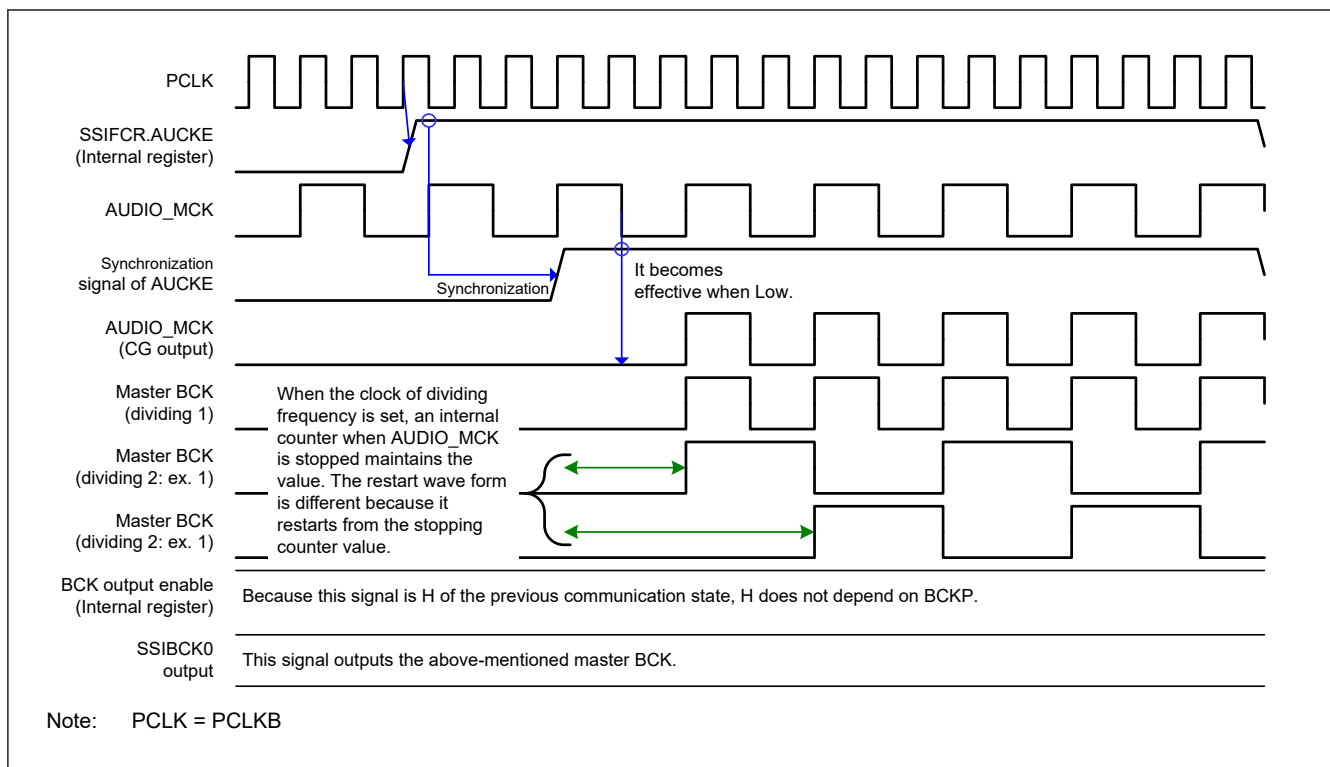 PCLK
SSIFCR.AUCKE
(Internal register)
AUDIO_MCK
Synchronization
signal of AUCKE
Synchronization
It becomes
effective when Low.
AUDIO_MCK
(CG output)
Master BCK
(dividing 1)
When the clock of dividing
frequency is set, an internal
counter when AUDIO_MCK
is stopped maintains the
value. The restart wave form
is different because it
restarts from the stopping
counter value.
Master BCK
(dividing 2: ex. 1)
Master BCK
(dividing 2: ex. 1)
BCK output enable
(Internal register)
Because this signal is H of the previous communication state, H does not depend on BCKP.
SSIBCK0
output
This signal outputs the above-mentioned master BCK.
Note: PCLK = PCLKB